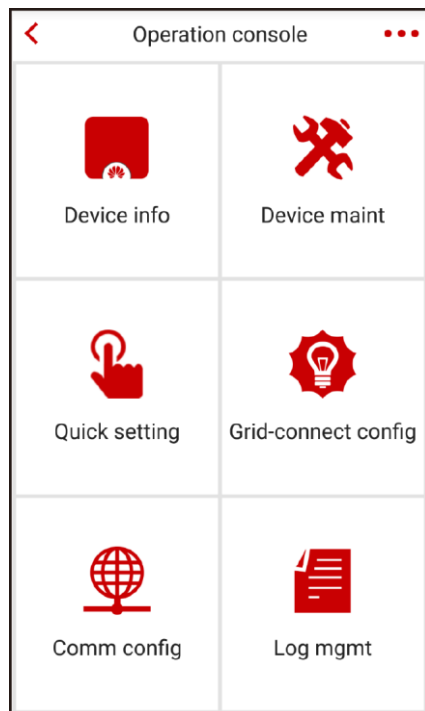 Operation console
Device info
Device maint
Quick setting
Grid-connect config
Comm config
Log mgmt